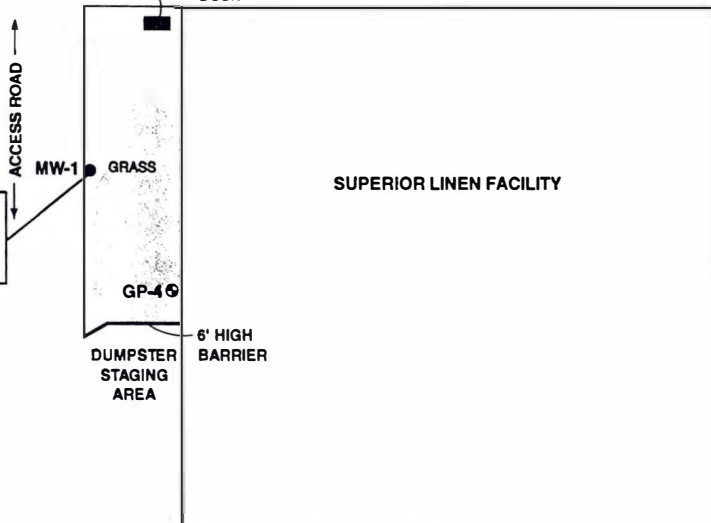 ACCESS ROAD
MW-1
GRASS
SUPERIOR LINEN FACILITY
GP-4
6' HIGH
BARRIER
DUMPSTER
STAGING
AREA